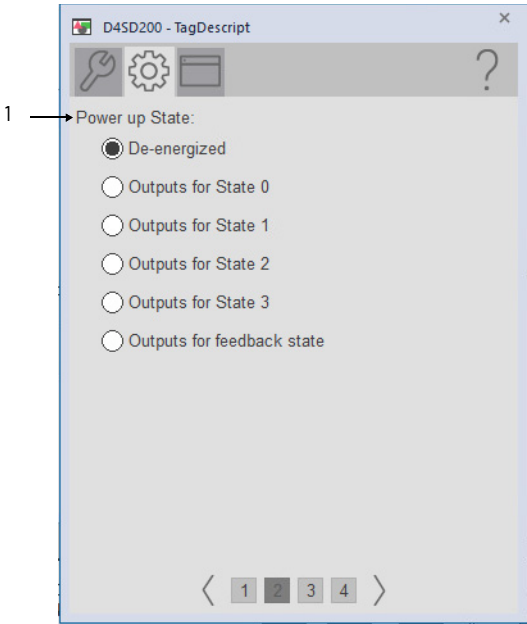 D4SD200 - TagDescript
×
?
1
Power up State:
De-energized
Outputs for State 0
Outputs for State 1
Outputs for State 2
Outputs for State 3
Outputs for feedback state
1 2 3 4